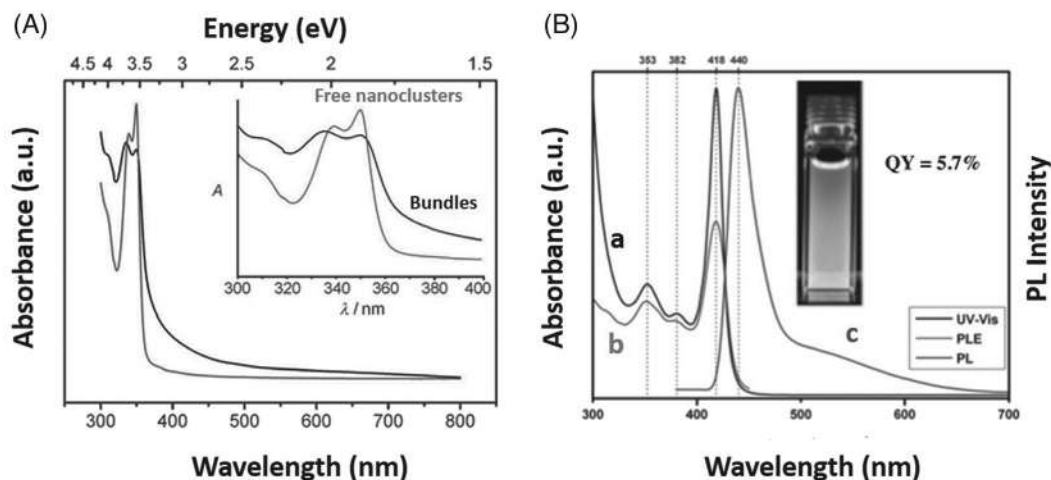 (A)
Energy (eV)
4.5 4 3.5 3 2.5 2 1.5
Free nanoclusters
A
Bundles
300 320 340 360 380 400
λ / nm
Absorbance (a.u.)
300 400 500 600 700 800
Wavelength (nm)
(B)
353 382 418 440
QY = 5.7%
a
b
c
UV-Vis
PLE
PL
Absorbance (a.u.)
PL Intensity
300 400 500 600 700
Wavelength (nm)